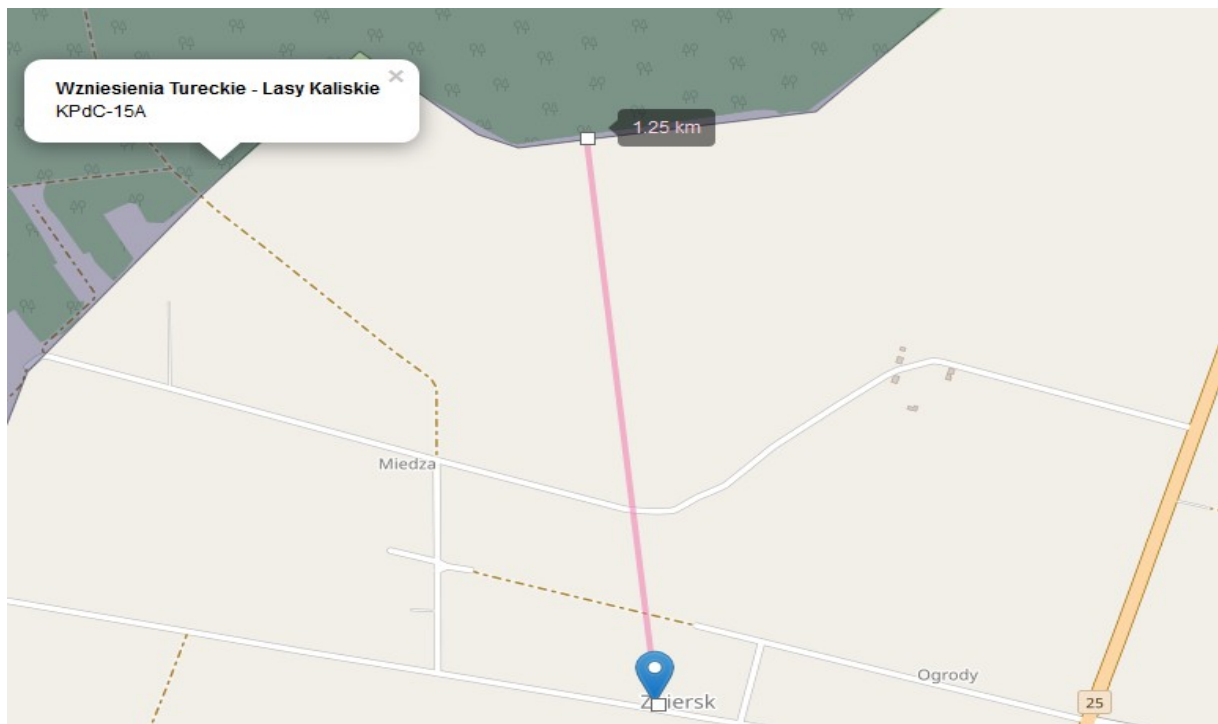 Wzniesienia Tureckie - Lasy Kaliskie
KPdC-15A
×
1.25 km
Miedza
Ogrody
25